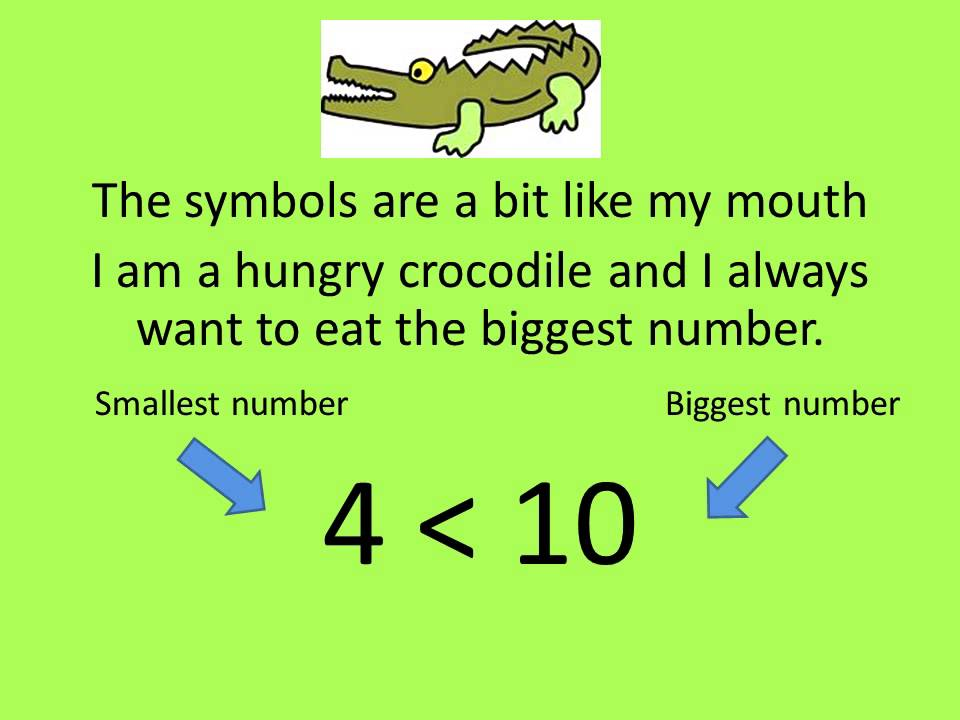 The symbols are a bit like my mouth
I am a hungry crocodile and I always
want to eat the biggest number.
Smallest number
Biggest number
4 < 10